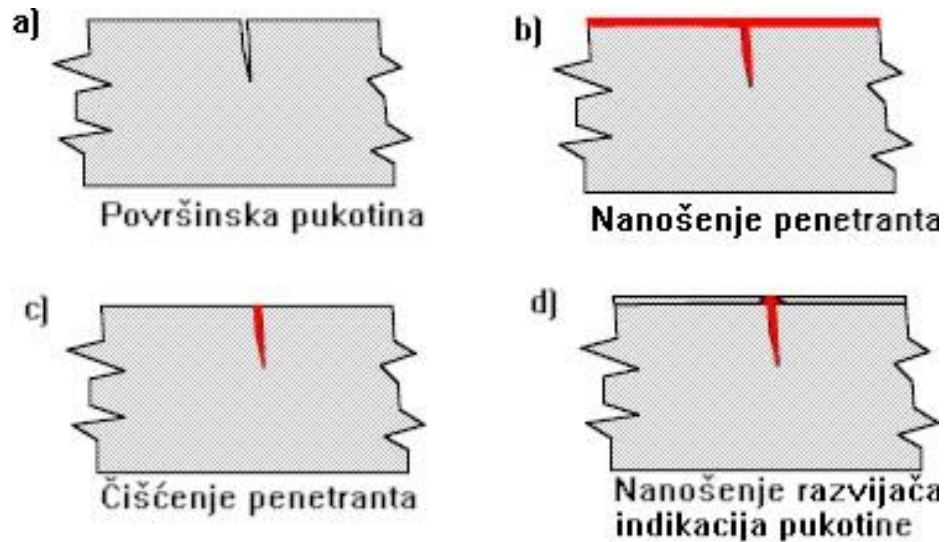 a)
Površinska pukotina
b)
Nanošenje penetranta
c)
Čišćenje penetranta
d)
Nanošenje razvijača
indikacija pukotine